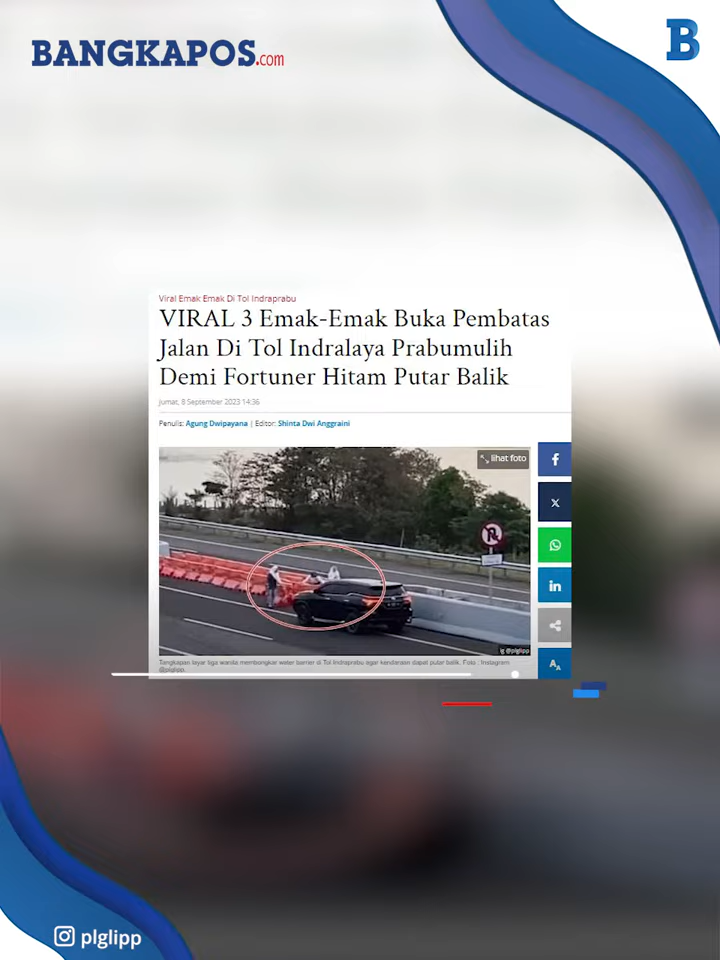 BANGKAPOS.com
B
Viral Emak Emak Di Tol Indraprabu
VIRAL 3 Emak-Emak Buka Pembatas
Jalan Di Tol Indralaya Prabumulih
Demi Fortuner Hitam Putar Balik
Jumat, 8 September 2023 14:36
Penulis: Agung Dwipayana | Editor: Shinta Dwi Anggraini
lihat foto
ig @plglipp
Tangkapan layar tiga wanita membongkar water barrier di Tol Indraprabu agar kendaraan dapat putar balik. Foto : Instagram
@plglipp.
plglipp